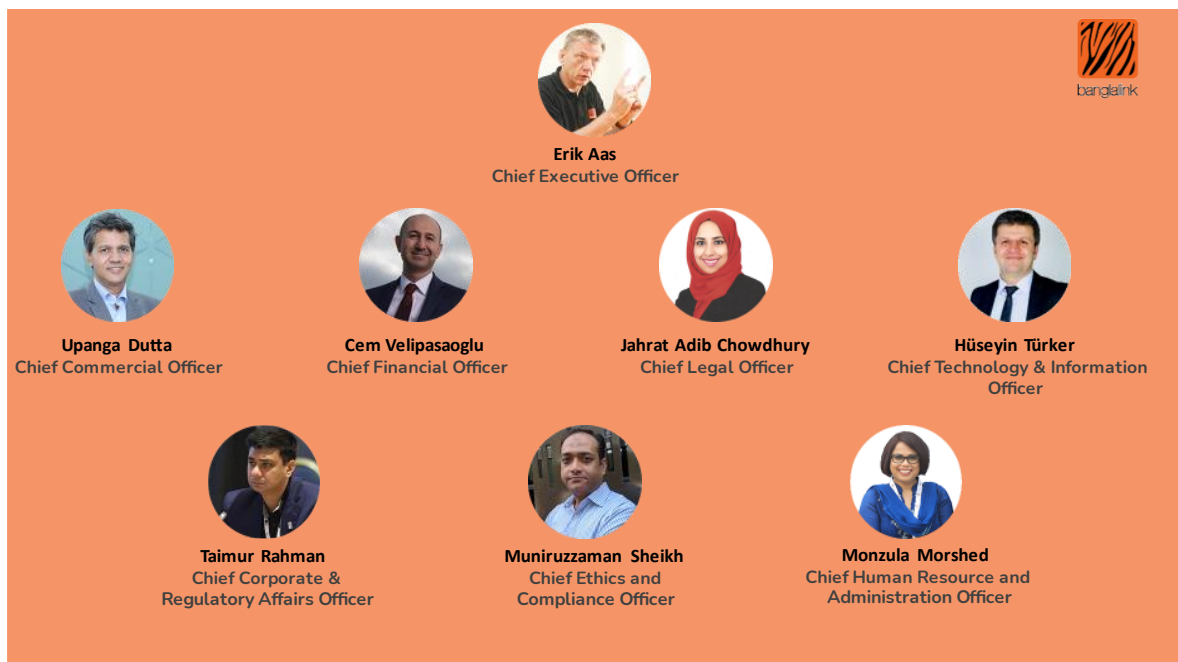 banglalink
Erik Aas
Chief Executive Officer
Upanga Dutta
Chief Commercial Officer
Cem Velipasaoglu
Chief Financial Officer
Jahrat Adib Chowdhury
Chief Legal Officer
Hüseyin Türker
Chief Technology & Information
Officer
Taimur Rahman
Chief Corporate &
Regulatory Affairs Officer
Muniruzzaman Sheikh
Chief Ethics and
Compliance Officer
Monzula Morshed
Chief Human Resource and
Administration Officer